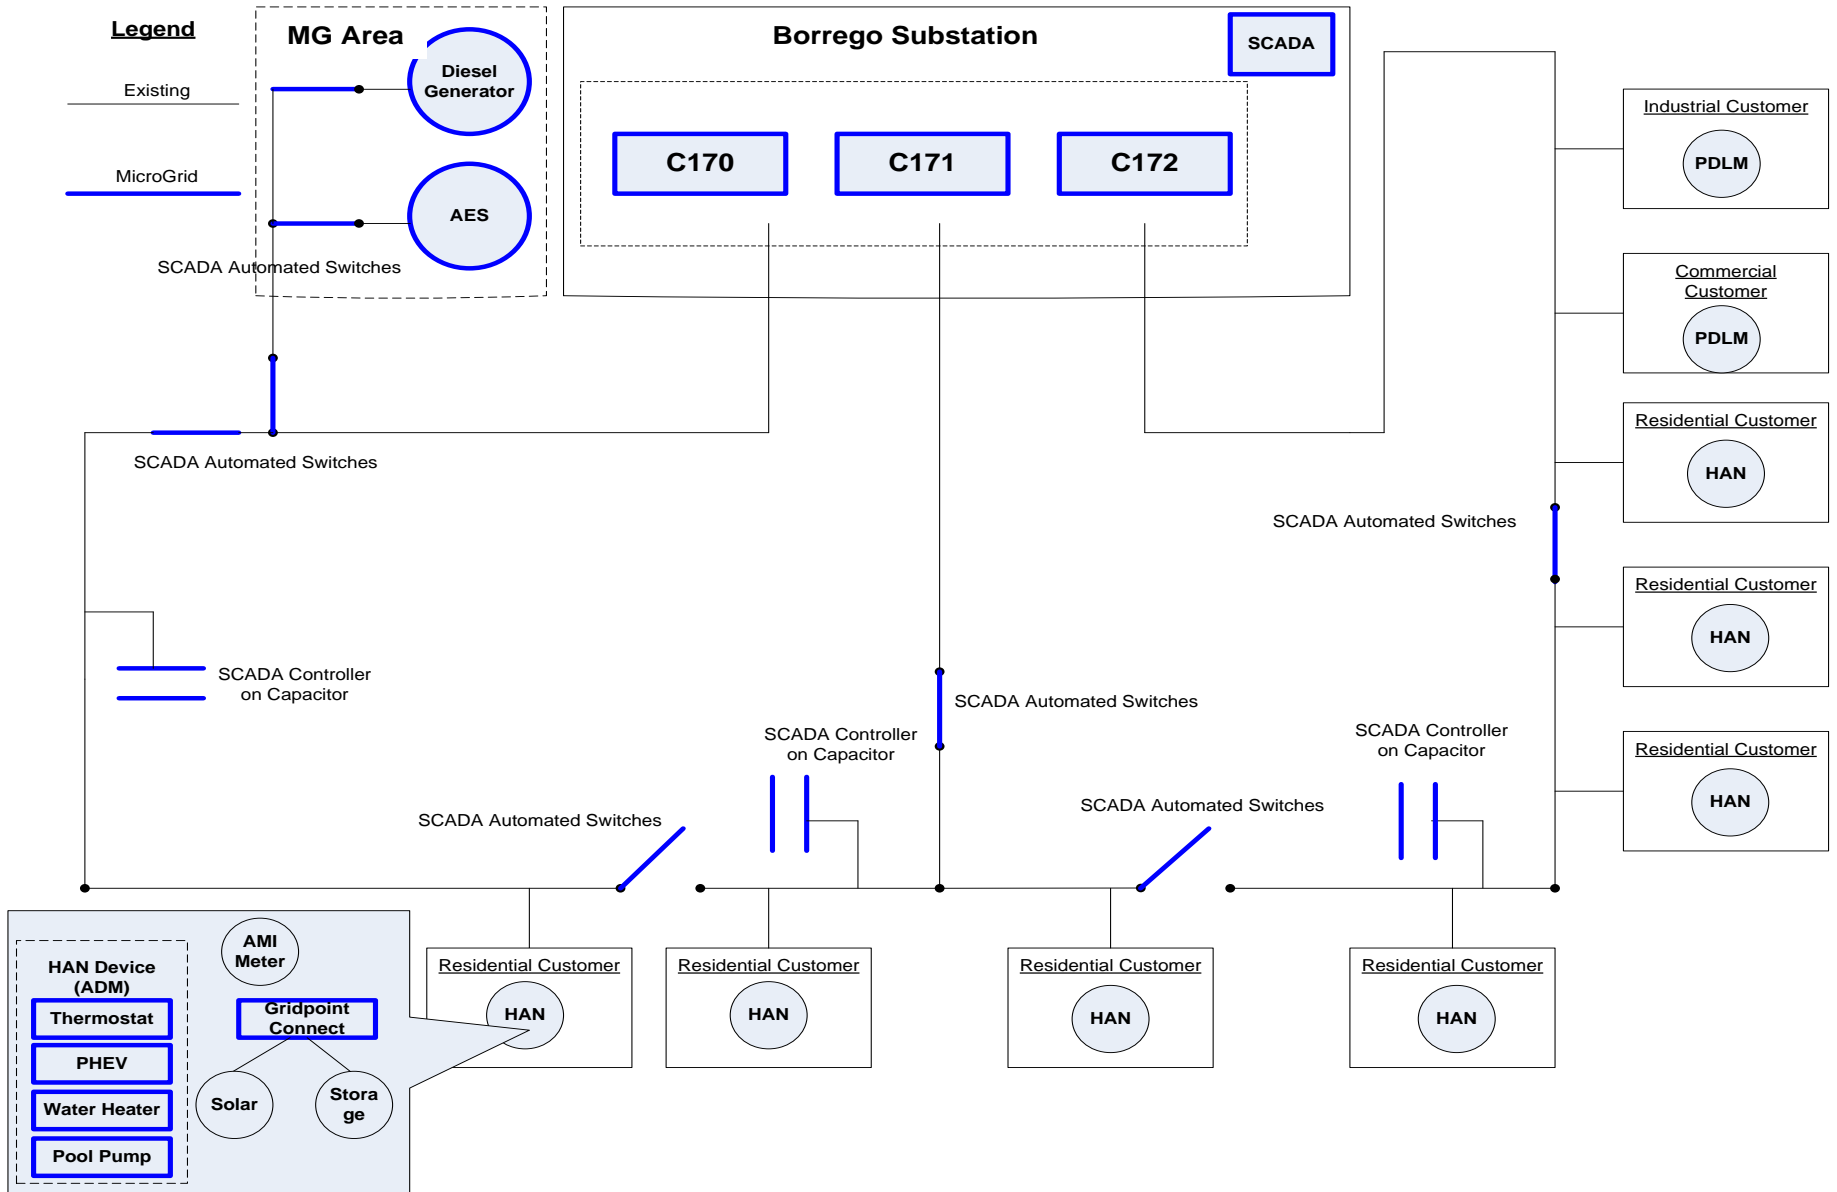 Legend
Existing
MicroGrid
MG Area
Diesel
Generator
AES
SCADA Automated Switches
Borrego Substation
SCADA
C170
C171
C172
Industrial Customer
PDLM
Commercial
Customer
PDLM
Residential Customer
HAN
Residential Customer
HAN
Residential Customer
HAN
SCADA Automated Switches
SCADA Automated Switches
SCADA Controller
on Capacitor
SCADA Automated Switches
SCADA Controller
on Capacitor
SCADA Controller
on Capacitor
SCADA Automated Switches
SCADA Automated Switches
Residential Customer
HAN
Residential Customer
HAN
Residential Customer
HAN
Residential Customer
HAN
HAN Device
(ADM)
Thermostat
PHEV
Water Heater
Pool Pump
AMI
Meter
Gridpoint
Connect
Solar
Stora
ge